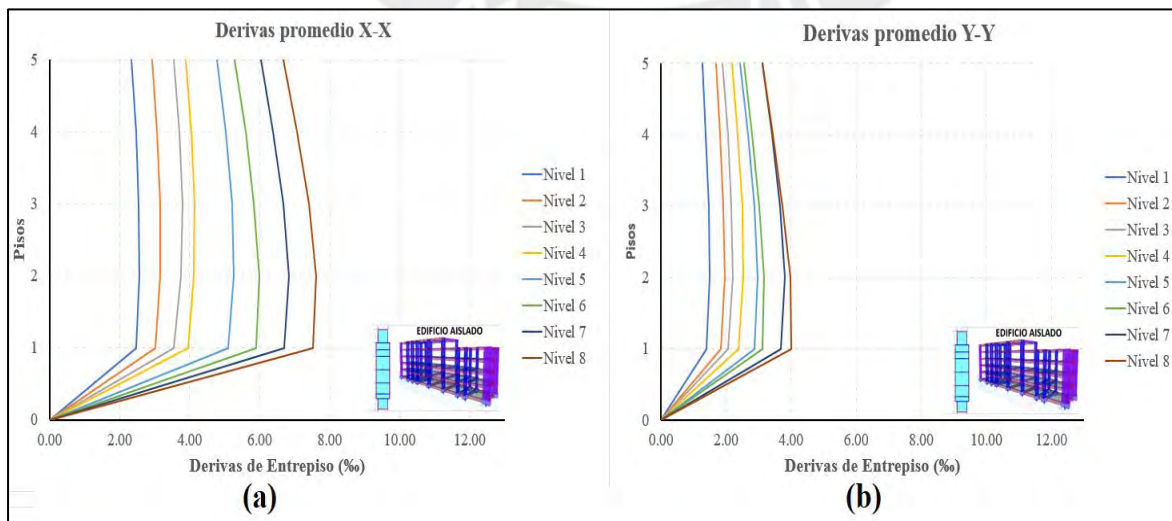 Derivas promedio X-X
Pisos
5
4
3
2
1
0
0.00 2.00 4.00 6.00 8.00 10.00 12.00
Derivas de Entrepiso (‰)
Nivel 1
Nivel 2
Nivel 3
Nivel 4
Nivel 5
Nivel 6
Nivel 7
Nivel 8
EDIFICIO AISLADO
(a)
Derivas promedio Y-Y
Pisos
5
4
3
2
1
0
0.00 2.00 4.00 6.00 8.00 10.00 12.00
Derivas de Entrepiso (‰)
Nivel 1
Nivel 2
Nivel 3
Nivel 4
Nivel 5
Nivel 6
Nivel 7
Nivel 8
EDIFICIO AISLADO
(b)